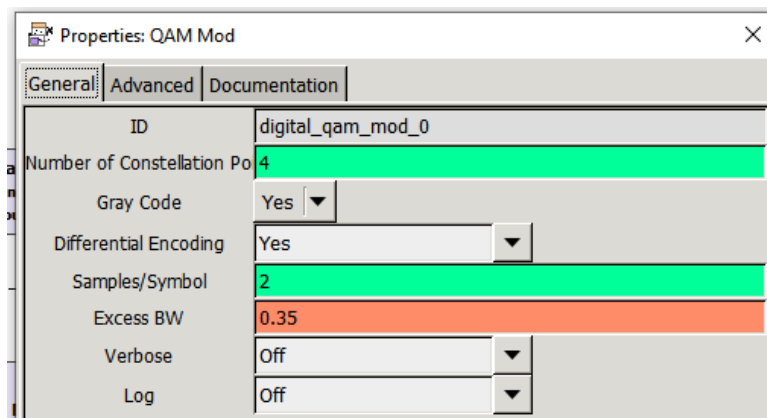 Properties: QAM Mod
General Advanced Documentation
ID digital_qam_mod_0
Number of Constellation Po 4
Gray Code Yes
Differential Encoding Yes
Samples/Symbol 2
Excess BW 0.35
Verbose Off
Log Off